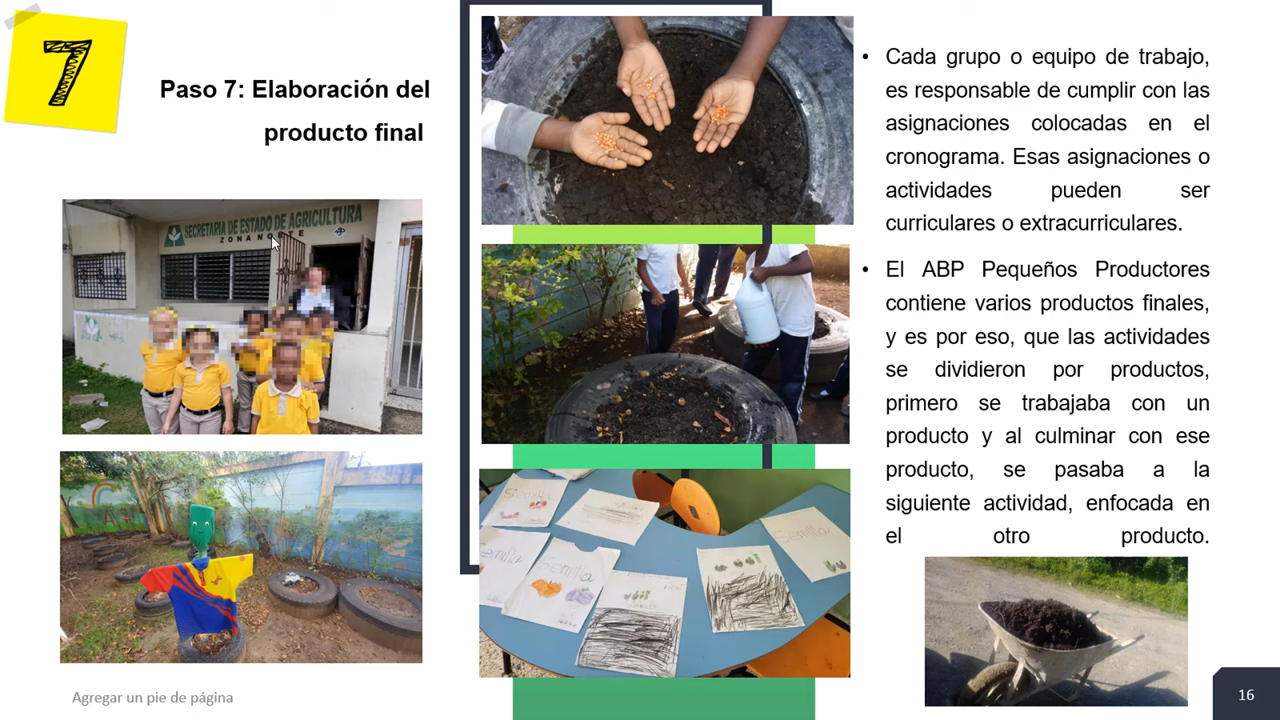 7
Paso 7: Elaboración del
producto final
SECRETARIA DE ESTADO DE AGRICULTURA
ZONA NORTE
Semilla
Semilla
Semilla
Semilla
• Cada grupo o equipo de trabajo,
es responsable de cumplir con las
asignaciones colocadas en el
cronograma. Esas asignaciones o
actividades pueden ser
curriculares o extracurriculares.
• El ABP Pequeños Productores
contiene varios productos finales,
y es por eso, que las actividades
se dividieron por productos,
primero se trabajaba con un
producto y al culminar con ese
producto, se pasaba a la
siguiente actividad, enfocada en
el otro producto.
Agregar un pie de página
16